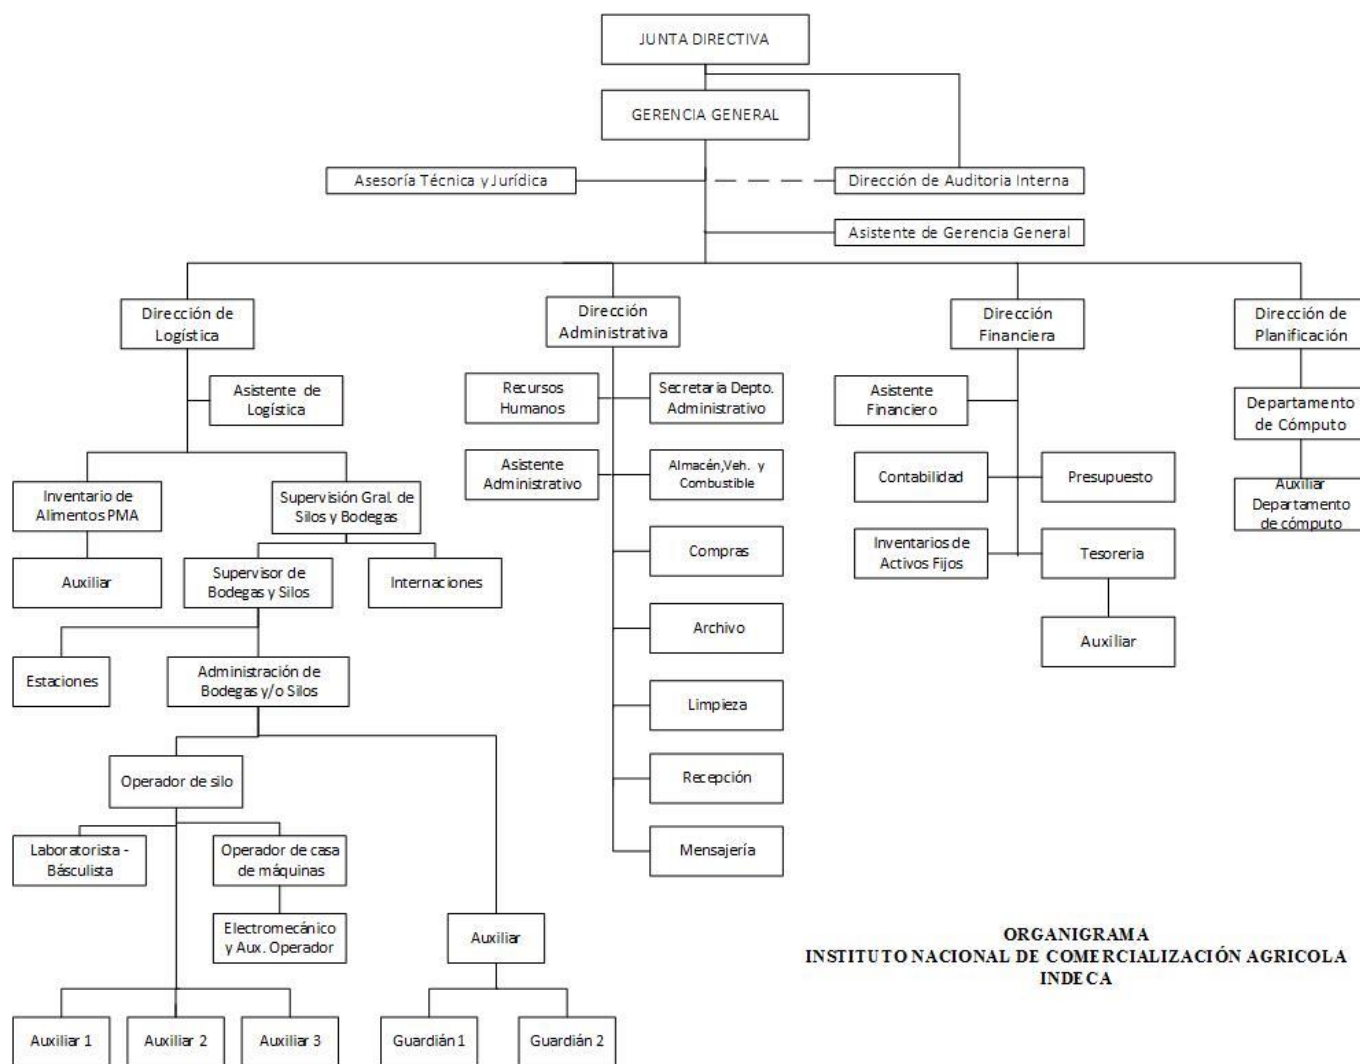 JUNTA DIRECTIVA
GERENCIA GENERAL
Asesoría Técnica y Jurídica
Dirección de Auditoria Interna
Asistente de Gerencia General
Dirección de
Logística
Dirección
Administrativa
Dirección
Financiera
Dirección de
Planificación
Asistente de
Logística
Recursos
Humanos
Secretaria Depto.
Administrativo
Asistente
Financiero
Departamento
de Cómputo
Inventario de
Alimentos PMA
Supervisión Gral. de
Silos y Bodegas
Asistente
Administrativo
Almacén,Veh. y
Combustible
Contabilidad
Presupuesto
Auxiliar
Departamento
de cómputo
Auxiliar
Supervisor de
Bodegas y Silos
Internaciones
Compras
Inventarios de
Activos Fijos
Tesoreria
Estaciones
Administración de
Bodegas y/o Silos
Archivo
Auxiliar
Limpieza
Operador de silo
Recepción
Laboratorista -
Básculista
Operador de casa
de máquinas
Mensajería
Electromecánico
y Aux. Operador
Auxiliar
Auxiliar 1
Auxiliar 2
Auxiliar 3
Guardián 1
Guardián 2
ORGANIGRAMA
INSTITUTO NACIONAL DE COMERCIALIZACIÓN AGRICOLA
INDECA